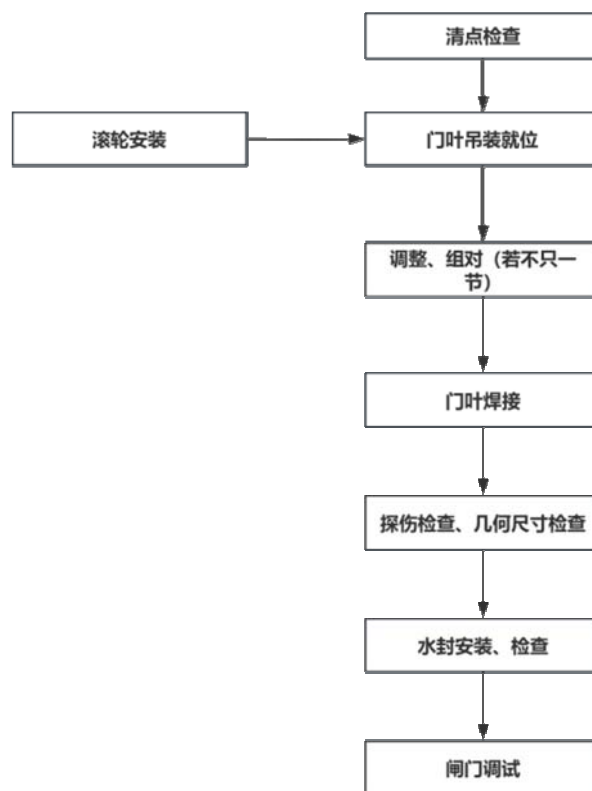 清点检查
滚轮安装
门叶吊装就位
调整、组对（若不只一
节）
门叶焊接
探伤检查、几何尺寸检查
水封安装、检查
闸门调试